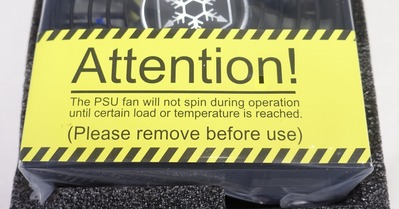 Attention!
The PSU fan will not spin during operation
until certain load or temperature is reached.
(Please remove before use)